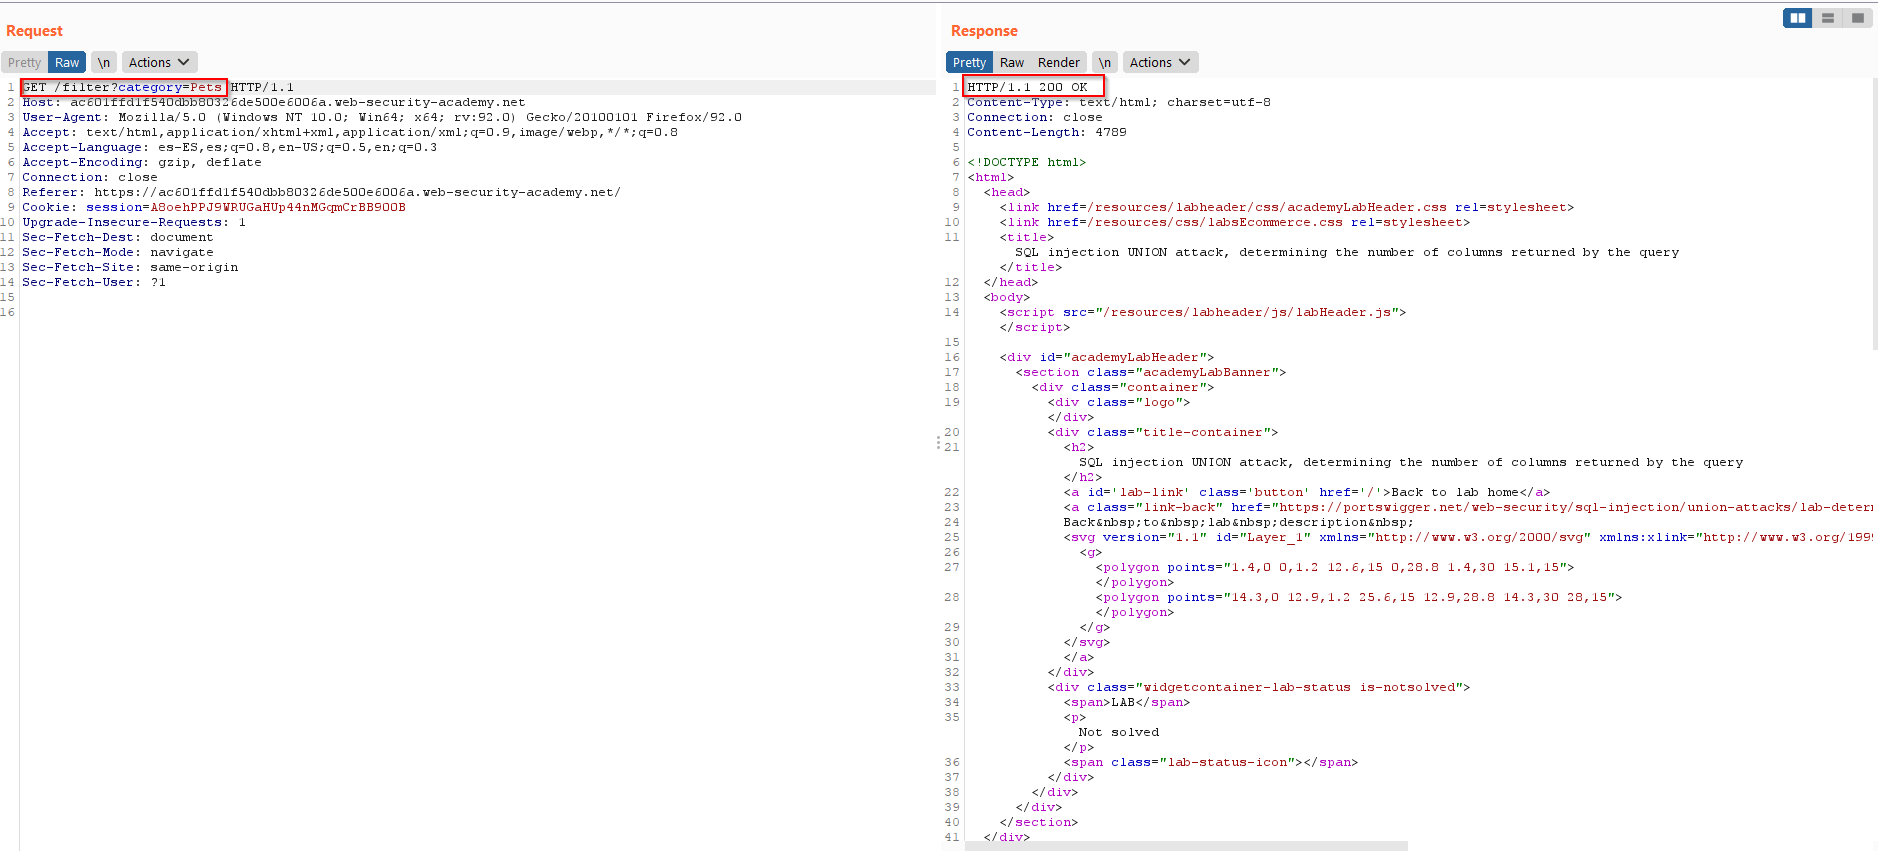 Request
Pretty Raw \n Actions
1 GET /filter?category=Pets HTTP/1.1
2 Host: ac601ffd1f540dbb80326de500e6006a.web-security-academy.net
3 User-Agent: Mozilla/5.0 (Windows NT 10.0; Win64; x64; rv:92.0) Gecko/20100101 Firefox/92.0
4 Accept: text/html,application/xhtml+xml,application/xml;q=0.9,image/webp,*/*;q=0.8
5 Accept-Language: es-ES,es;q=0.8,en-US;q=0.5,en;q=0.3
6 Accept-Encoding: gzip, deflate
7 Connection: close
8 Referer: https://ac601ffd1f540dbb80326de500e6006a.web-security-academy.net/
9 Cookie: session=A8oehPPJ9WRUGaHUp44nMGqmCrBB900B
10 Upgrade-Insecure-Requests: 1
11 Sec-Fetch-Dest: document
12 Sec-Fetch-Mode: navigate
13 Sec-Fetch-Site: same-origin
14 Sec-Fetch-User: ?1
15
16
Response
Pretty Raw Render \n Actions
1 HTTP/1.1 200 OK
2 Content-Type: text/html; charset=utf-8
3 Connection: close
4 Content-Length: 4789
5
6 <!DOCTYPE html>
7 <html>
8 <head>
9 <link href=/resources/labheader/css/academyLabHeader.css rel=stylesheet>
10 <link href=/resources/css/labsEcommerce.css rel=stylesheet>
11 <title>
SQL injection UNION attack, determining the number of columns returned by the query
</title>
12 </head>
13 <body>
14 <script src="/resources/labheader/js/labHeader.js">
</script>
15
16 <div id="academyLabHeader">
17 <section class="academyLabBanner">
18 <div class="container">
19 <div class="logo">
</div>
20 <div class="title-container">
21 <h2>
SQL injection UNION attack, determining the number of columns returned by the query
</h2>
22 <a id='lab-link' class='button' href='/'>Back to lab home</a>
23 <a class="link-back" href="https://portswigger.net/web-security/sql-injection/union-attacks/lab-determ
24 Back&nbsp;to&nbsp;lab&nbsp;description&nbsp;
25 <svg version="1.1" id="Layer_1" xmlns="http://www.w3.org/2000/svg" xmlns:xlink="http://www.w3.org/1999
26 <g>
27 <polygon points="1.4,0 0,1.2 12.6,15 0,28.8 1.4,30 15.1,15">
</polygon>
28 <polygon points="14.3,0 12.9,1.2 25.6,15 12.9,28.8 14.3,30 28,15">
</polygon>
29 </g>
30 </svg>
31 </a>
32 </div>
33 <div class="widgetcontainer-lab-status is-notsolved">
34 <span>LAB</span>
35 <p>
Not solved
</p>
36 <span class="lab-status-icon"></span>
37 </div>
38 </div>
39 </div>
40 </section>
41 </div>